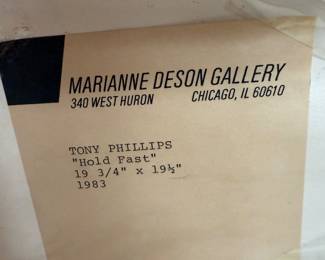 MARIANNE DESON GALLERY
340 WEST HURON CHICAGO, IL 60610
TONY PHILLIPS
"Hold Fast"
19 3/4" x 19½"
1983